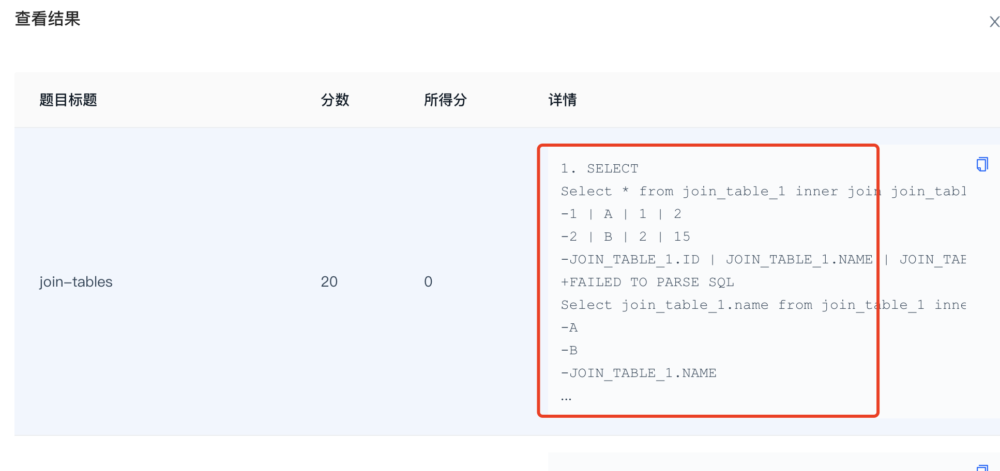 查看结果
X
题目标题 分数 所得分 详情
join-tables 20 0
1. SELECT
Select * from join_table_1 inner join join_tabl
-1 | A | 1 | 2
-2 | B | 2 | 15
-JOIN_TABLE_1.ID | JOIN_TABLE_1.NAME | JOIN_TAB
+FAILED TO PARSE SQL
Select join_table_1.name from join_table_1 inne
-A
-B
-JOIN_TABLE_1.NAME
...